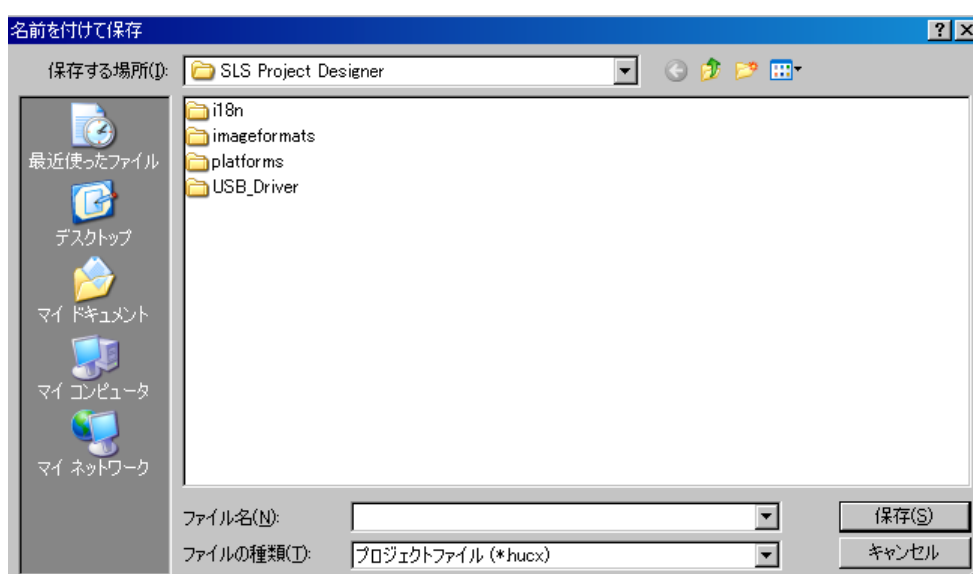 名前を付けて保存
保存する場所(I):
SLS Project Designer
i18n
imageformats
platforms
USB_Driver
最近使ったファイル
デスクトップ
マイ ドキュメント
マイ コンピュータ
マイ ネットワーク
ファイル名(N):
保存(S)
ファイルの種類(T):
プロジェクトファイル (*hucx)
キャンセル